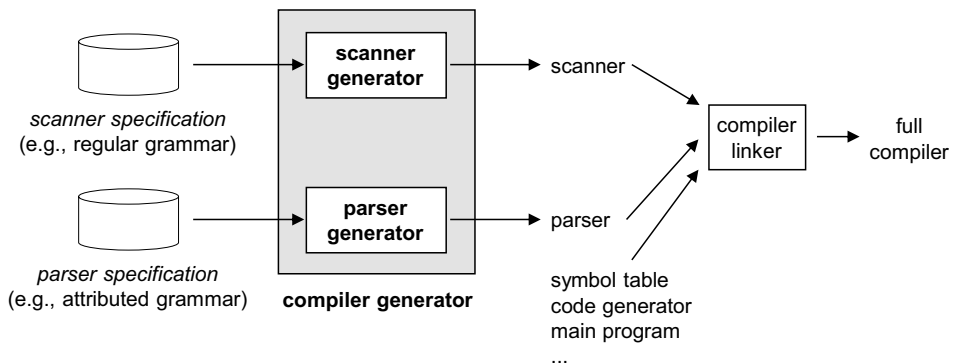 scanner
generator
scanner
scanner specification
(e.g., regular grammar)
compiler
linker
full
compiler
parser
generator
parser
parser specification
(e.g., attributed grammar)
compiler generator
symbol table
code generator
main program
...